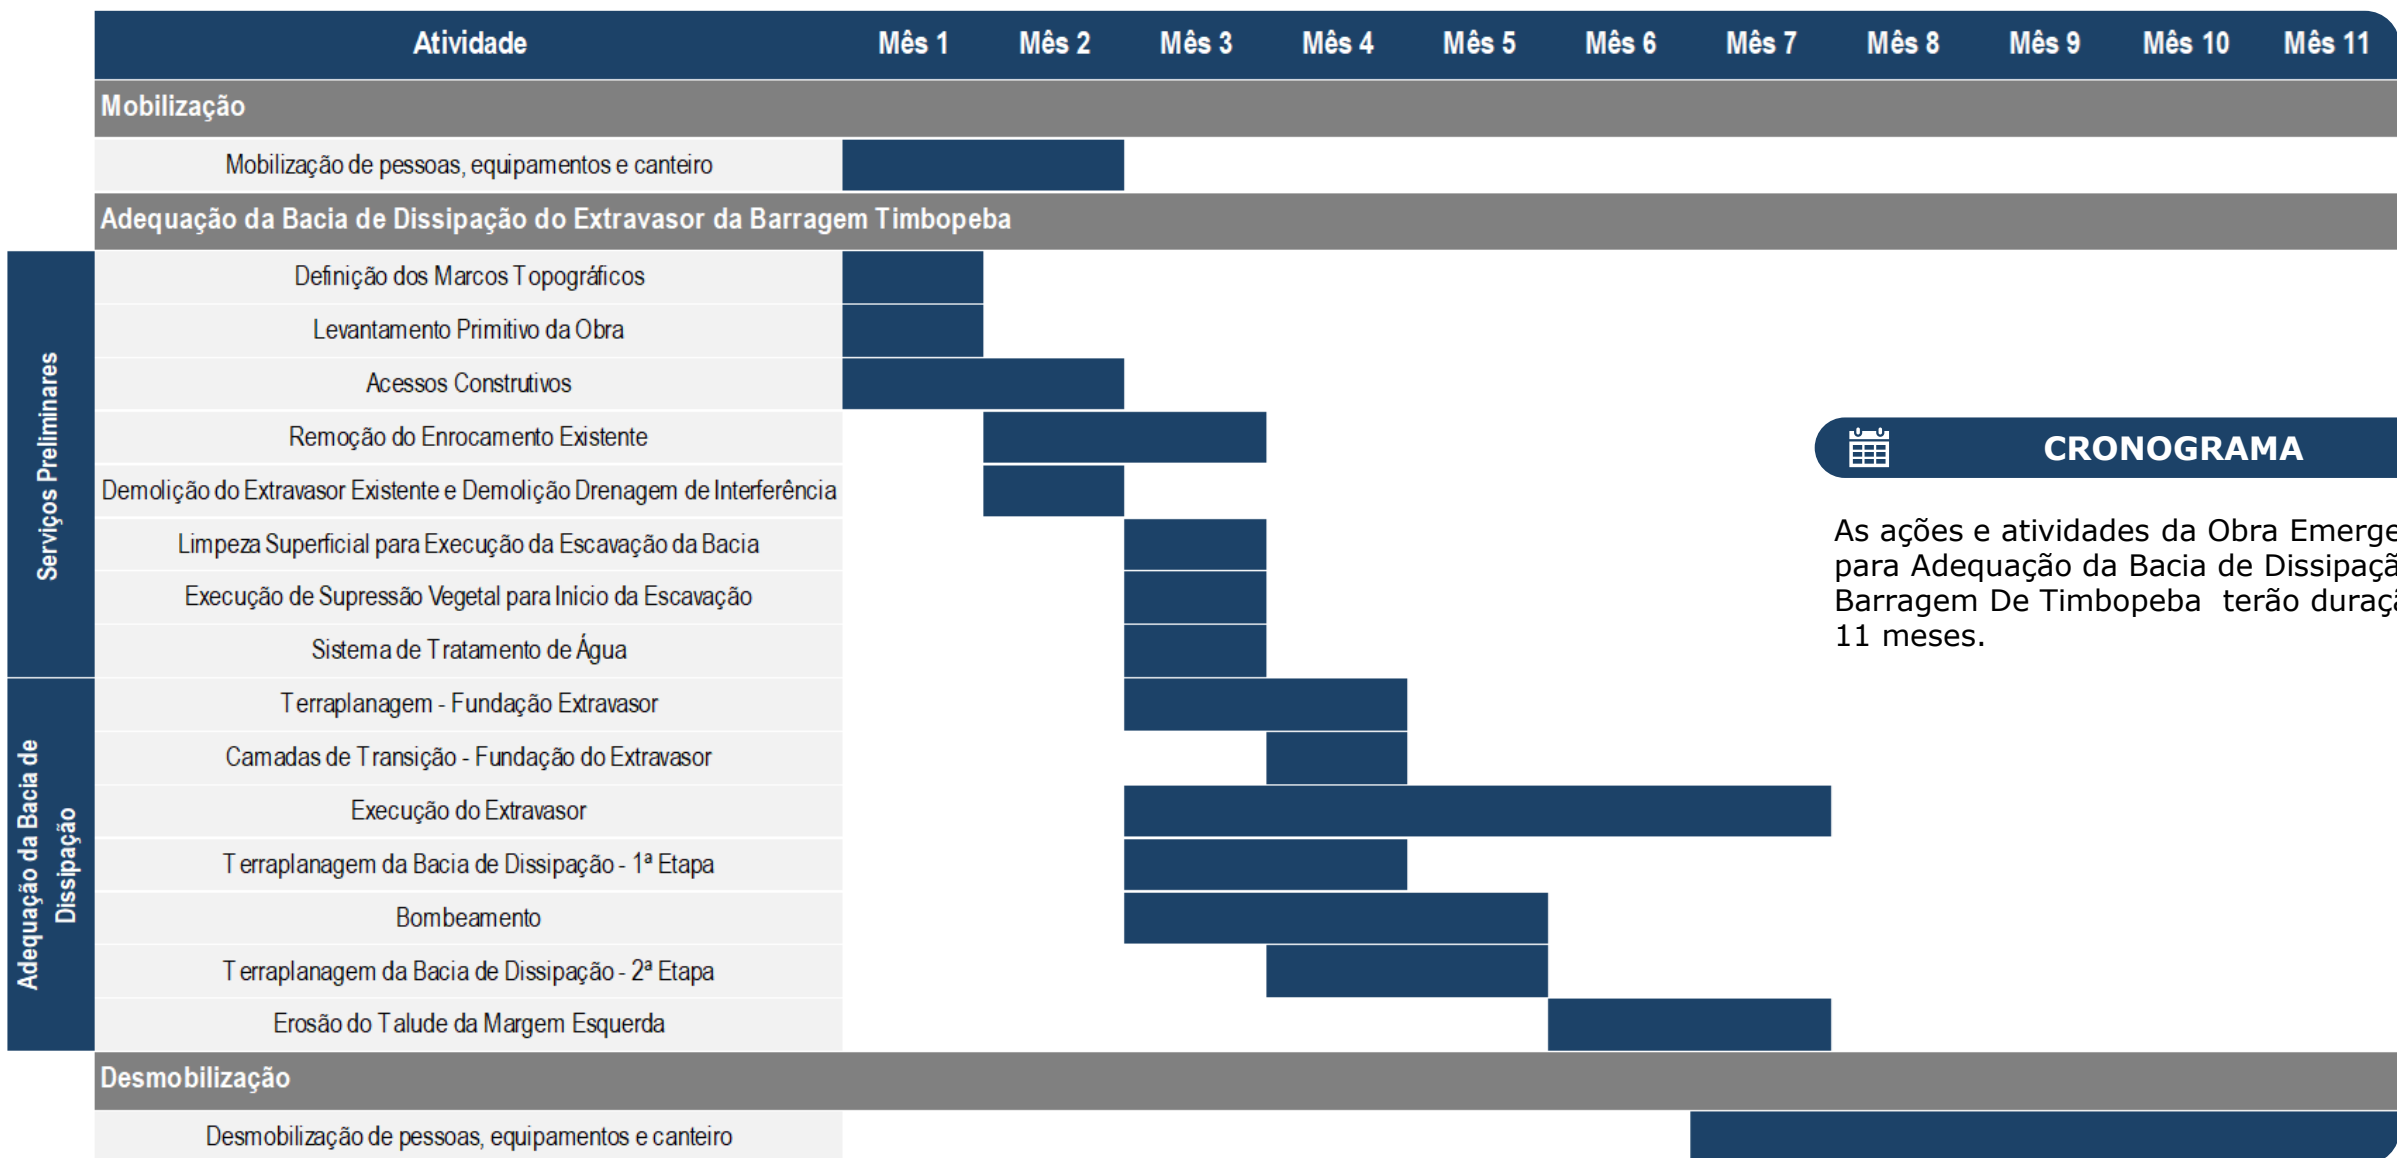 Atividade Mês 1 Mês 2 Mês 3 Mês 4 Mês 5 Mês 6 Mês 7 Mês 8 Mês 9 Mês 10 Mês 11
Mobilização
Mobilização de pessoas, equipamentos e canteiro
Adequação da Bacia de Dissipação do Extravasor da Barragem Timbopeba
Serviços Preliminares
Definição dos Marcos Topográficos
Levantamento Primitivo da Obra
Acessos Construtivos
Remoção do Enrocamento Existente
Demolição do Extravasor Existente e Demolição Drenagem de Interferência
Limpeza Superficial para Execução da Escavação da Bacia
Execução de Supressão Vegetal para Início da Escavação
Sistema de Tratamento de Água
Adequação da Bacia de
Dissipação
Terraplanagem - Fundação Extravasor
Camadas de Transição - Fundação do Extravasor
Execução do Extravasor
Terraplanagem da Bacia de Dissipação - 1ª Etapa
Bombeamento
Terraplanagem da Bacia de Dissipação - 2ª Etapa
Erosão do Talude da Margem Esquerda
Desmobilização
Desmobilização de pessoas, equipamentos e canteiro
CRONOGRAMA
As ações e atividades da Obra
para Adequação da Bacia de
Barragem De Timbopeba terão
11 meses.